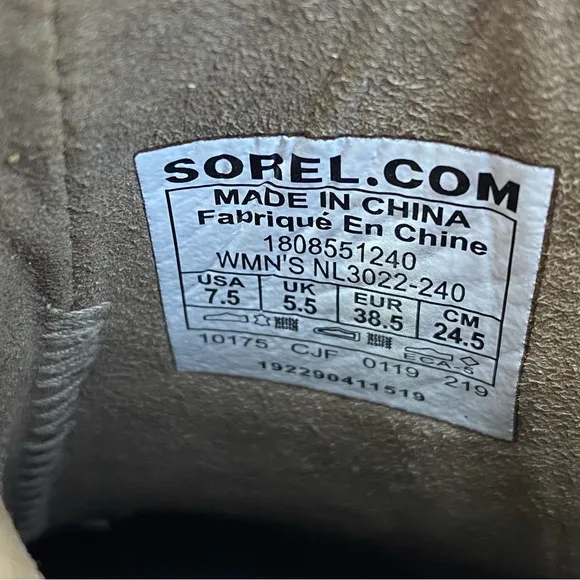 SOREL.COM
MADE IN CHINA
Fabriqué En Chine
1808551240
WMN'S NL3022-240
USA UK EUR CM
7.5 5.5 38.5 24.5
ECA-5
10175 CJF 0119 219
192290411519